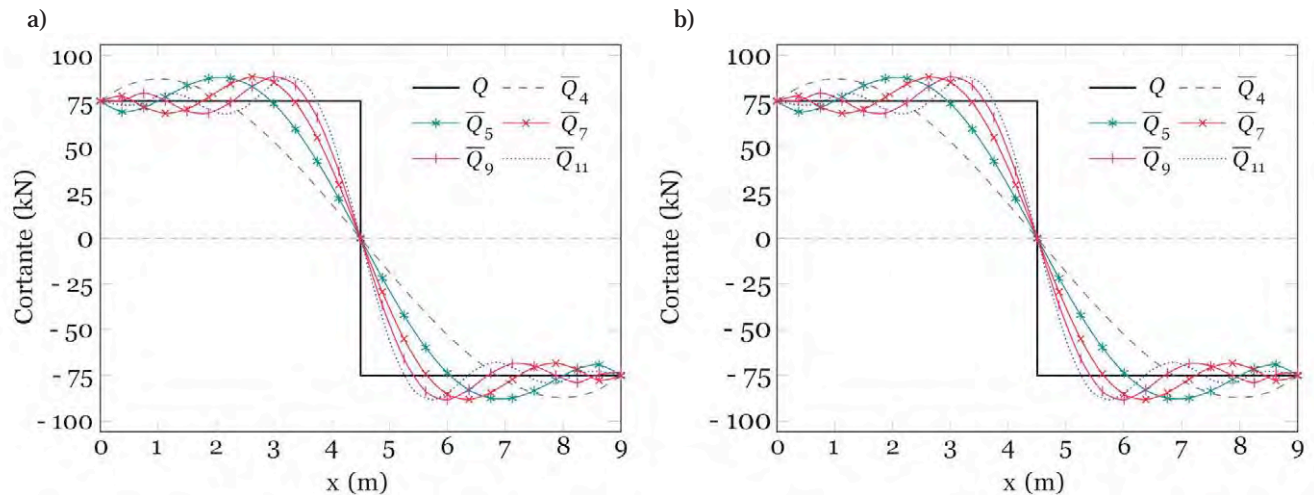 a)
100
75
50
25
0
- 25
- 50
-75
- 100
Cortante (kN)
Q
Q̅₄
Q̅₅
Q̅₇
Q̅₉
Q̅₁₁
0 1 2 3 4 5 6 7 8 9
x (m)
b)
100
75
50
25
0
- 25
- 50
-75
- 100
Cortante (kN)
Q
Q̅₄
Q̅₅
Q̅₇
Q̅₉
Q̅₁₁
0 1 2 3 4 5 6 7 8 9
x (m)